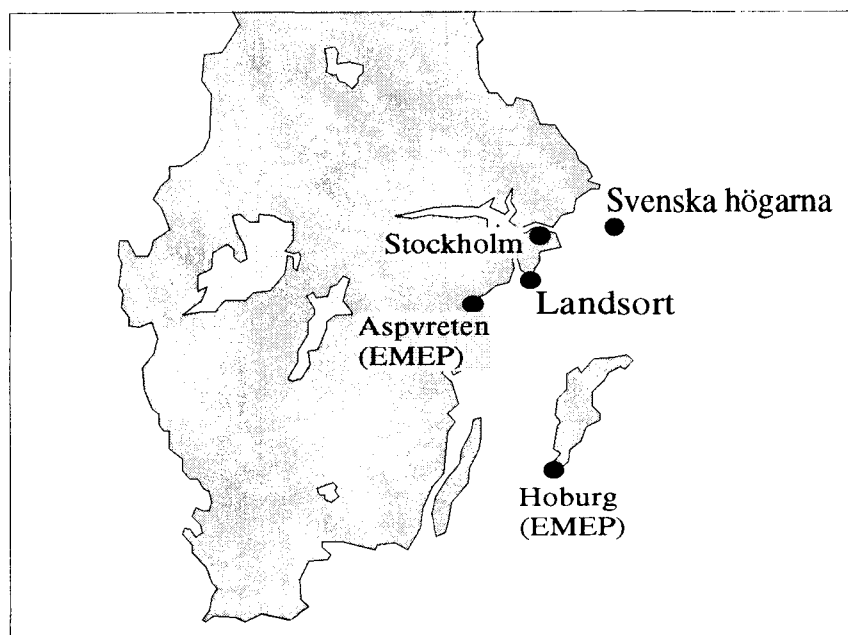 Svenska högarna
Stockholm
Landsort
Aspvreten
(EMEP)
Hoburg
(EMEP)